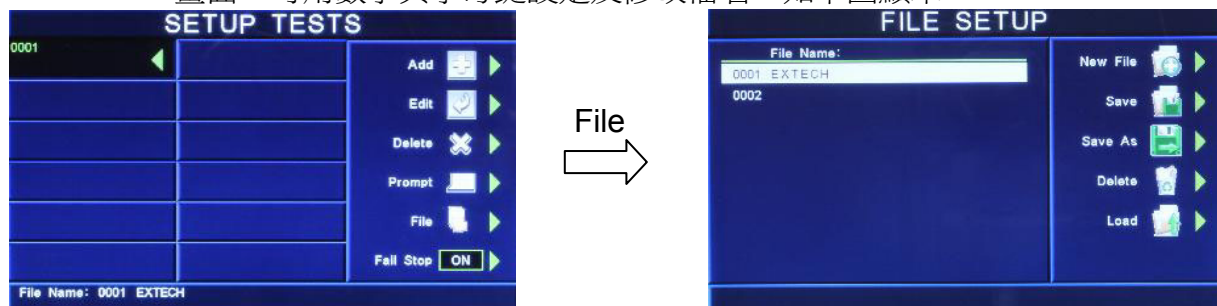 SETUP TESTS
0001
Add
Edit
Delete
Prompt
File
Fail Stop ON
File Name: 0001 EXTECH
File
FILE SETUP
File Name:
0001 EXTECH
0002
New File
Save
Save As
Delete
Load